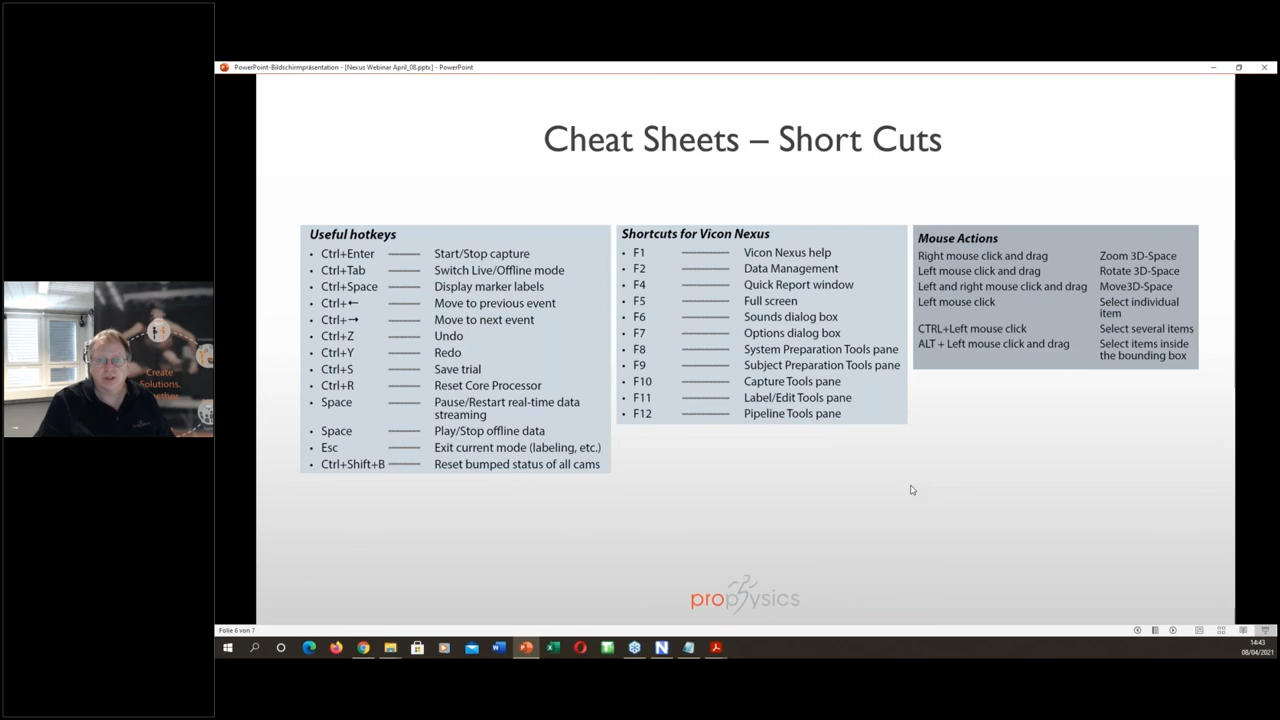 PowerPoint-Bildschirmpräsentation - [Nexus Webinar April_08.pptx] - PowerPoint
Cheat Sheets – Short Cuts
Useful hotkeys
• Ctrl+Enter Start/Stop capture
• Ctrl+Tab Switch Live/Offline mode
• Ctrl+Space Display marker labels
• Ctrl+← Move to previous event
• Ctrl+→ Move to next event
• Ctrl+Z Undo
• Ctrl+Y Redo
• Ctrl+S Save trial
• Ctrl+R Reset Core Processor
• Space Pause/Restart real-time data
streaming
• Space Play/Stop offline data
• Esc Exit current mode (labeling, etc.)
• Ctrl+Shift+B Reset bumped status of all cams
Shortcuts for Vicon Nexus
• F1 Vicon Nexus help
• F2 Data Management
• F4 Quick Report window
• F5 Full screen
• F6 Sounds dialog box
• F7 Options dialog box
• F8 System Preparation Tools pane
• F9 Subject Preparation Tools pane
• F10 Capture Tools pane
• F11 Label/Edit Tools pane
• F12 Pipeline Tools pane
Mouse Actions
Right mouse click and drag Zoom 3D-Space
Left mouse click and drag Rotate 3D-Space
Left and right mouse click and drag Move3D-Space
Left mouse click Select individual
item
CTRL+Left mouse click Select several items
ALT + Left mouse click and drag Select items inside
the bounding box
Create
Solutions.
prophysics
Folie 6 von 7
14:43
08/04/2021